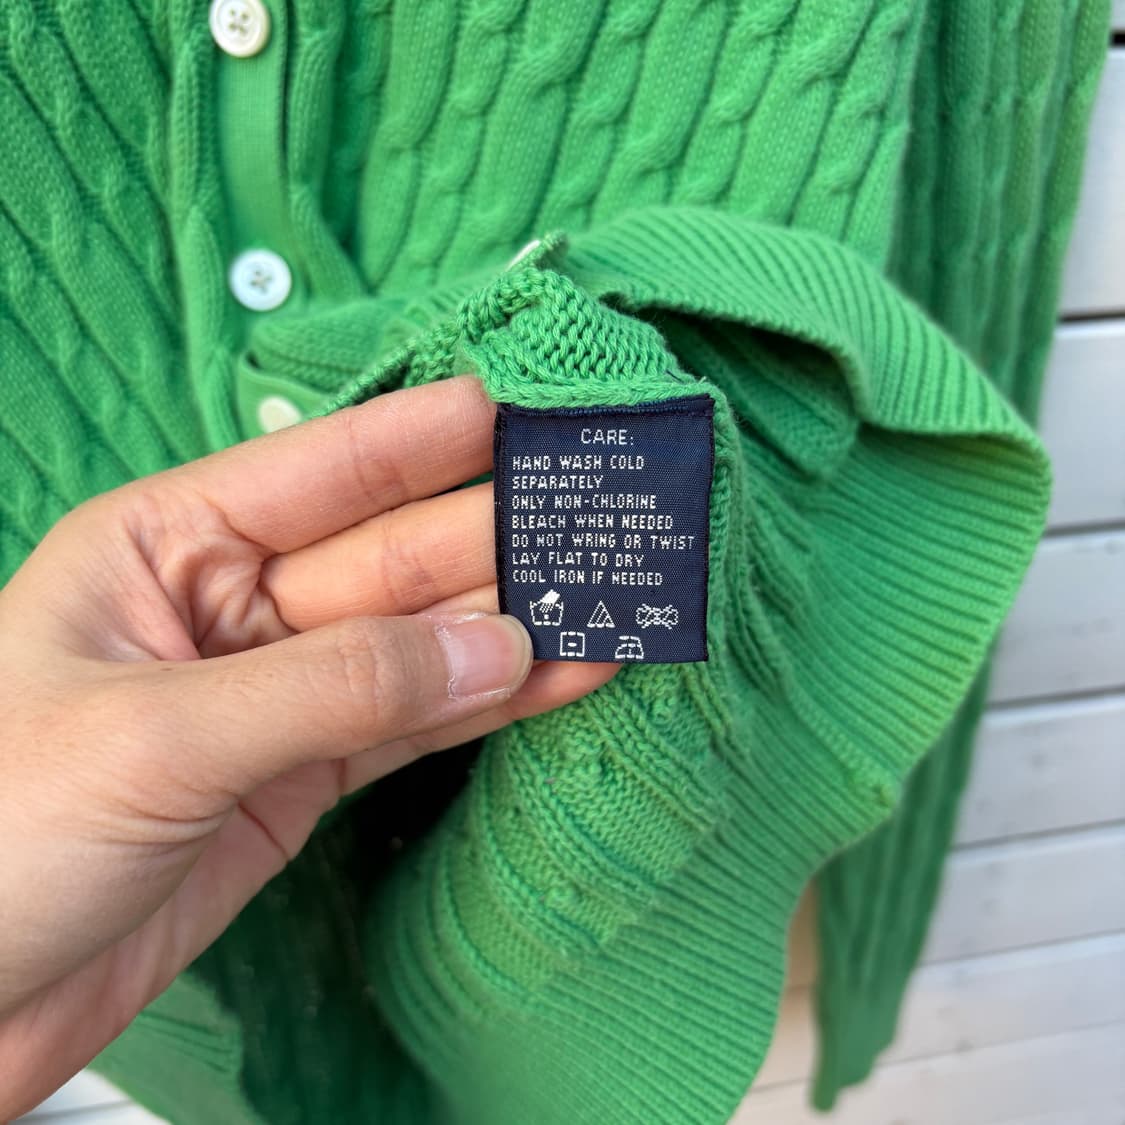 CARE:
HAND WASH COLD
SEPARATELY
ONLY NON-CHLORINE
BLEACH WHEN NEEDED
DO NOT WRING OR TWIST
LAY FLAT TO DRY
COOL IRON IF NEEDED